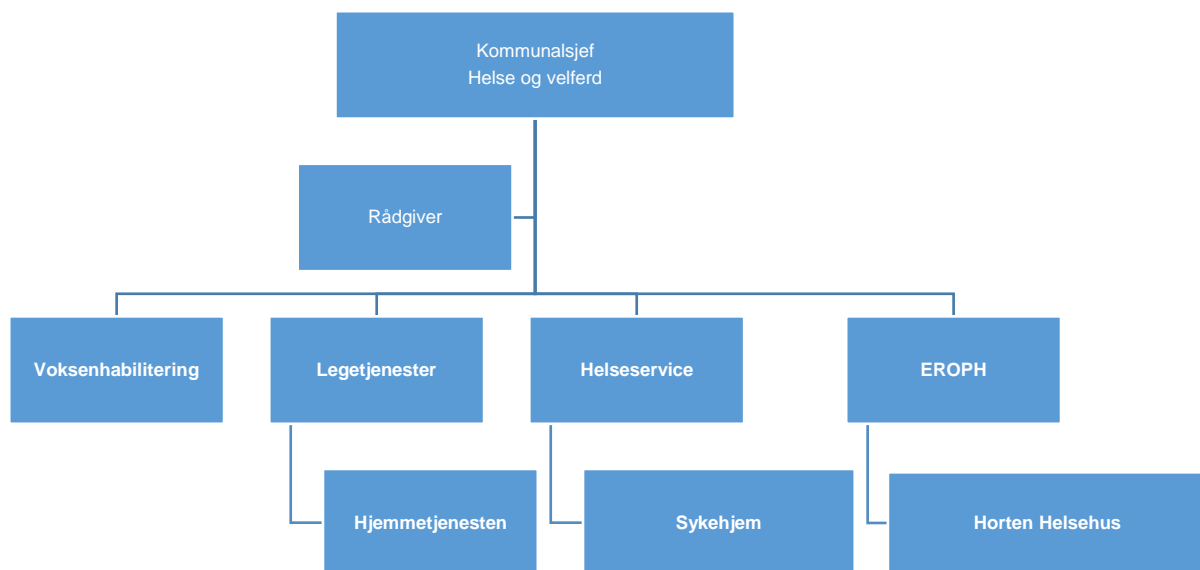 Kommunalsjef
Helse og velferd
Rådgiver
Voksenhabilitering
Legetjenester
Helseservice
EROPH
Hjemmetjenesten
Sykehjem
Horten Helsehus